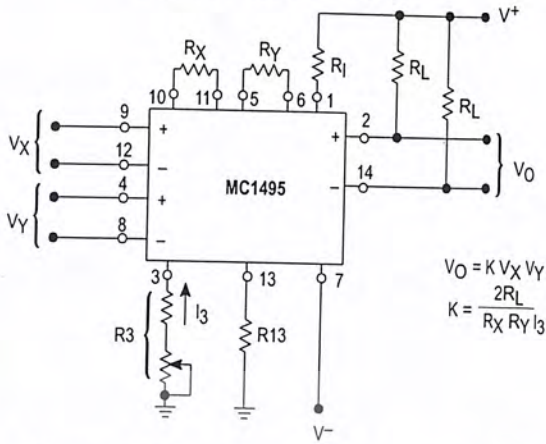 V+
RX
RY
R1
RL
RL
10
11
5
6
1
9
+
2
+
VX
12
−
14
−
VO
MC1495
4
+
VY
8
−
3
13
7
VO = K VX VY
K = 2RL
RX RY I3
I3
R3
R13
V−